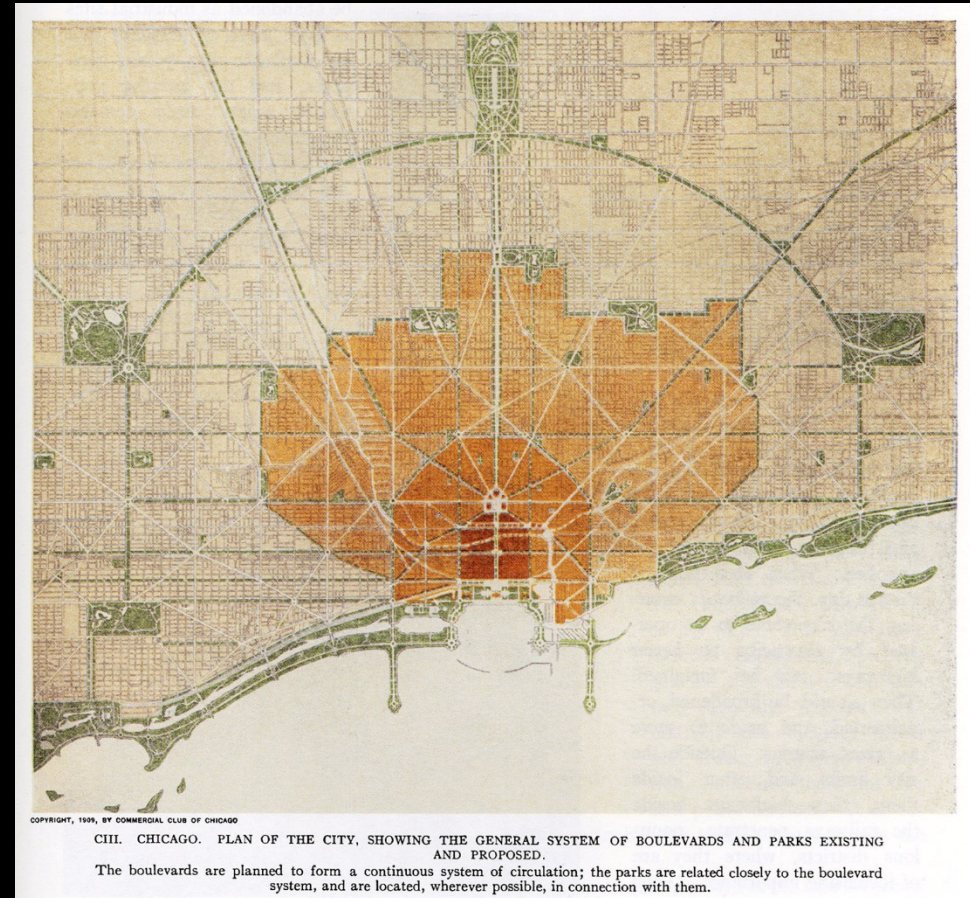 COPYRIGHT, 1909, BY COMMERCIAL CLUB OF CHICAGO
CIII. CHICAGO. PLAN OF THE CITY, SHOWING THE GENERAL SYSTEM OF BOULEVARDS AND PARKS EXISTING
AND PROPOSED.
The boulevards are planned to form a continuous system of circulation; the parks are related closely to the boulevard
system, and are located, wherever possible, in connection with them.